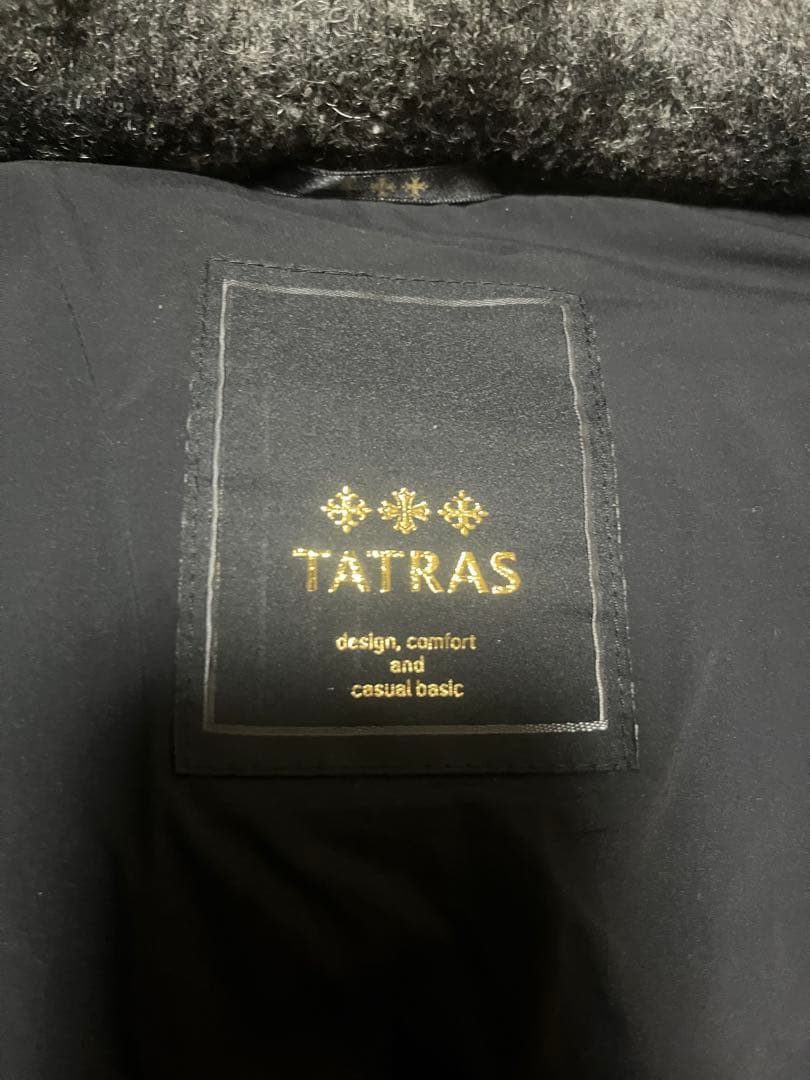 TATRAS
design, comfort
and
casual basic